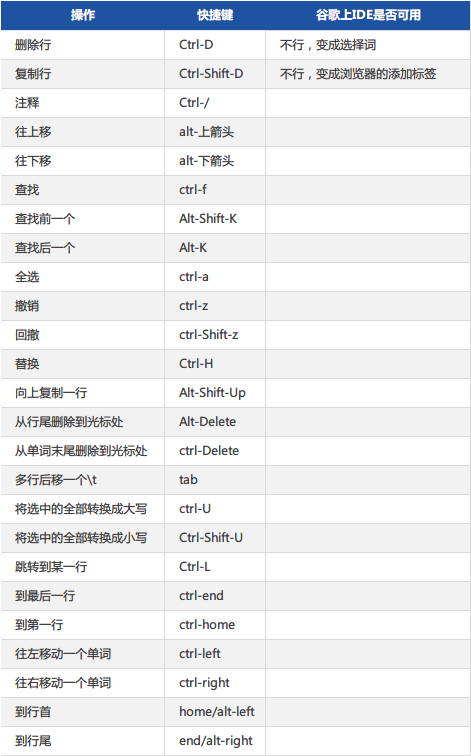 操作 快捷键 谷歌上IDE是否可用
删除行 Ctrl-D 不行，变成选择词
复制行 Ctrl-Shift-D 不行，变成浏览器的添加标签
注释 Ctrl-/
往上移 alt-上箭头
往下移 alt-下箭头
查找 ctrl-f
查找前一个 Alt-Shift-K
查找后一个 Alt-K
全选 ctrl-a
撤销 ctrl-z
回撤 ctrl-Shift-z
替换 Ctrl-H
向上复制一行 Alt-Shift-Up
从行尾删除到光标处 Alt-Delete
从单词末尾删除到光标处 ctrl-Delete
多行后移一个\t tab
将选中的全部转换成大写 ctrl-U
将选中的全部转换成小写 Ctrl-Shift-U
跳转到某一行 Ctrl-L
到最后一行 ctrl-end
到第一行 ctrl-home
往左移动一个单词 ctrl-left
往右移动一个单词 ctrl-right
到行首 home/alt-left
到行尾 end/alt-right